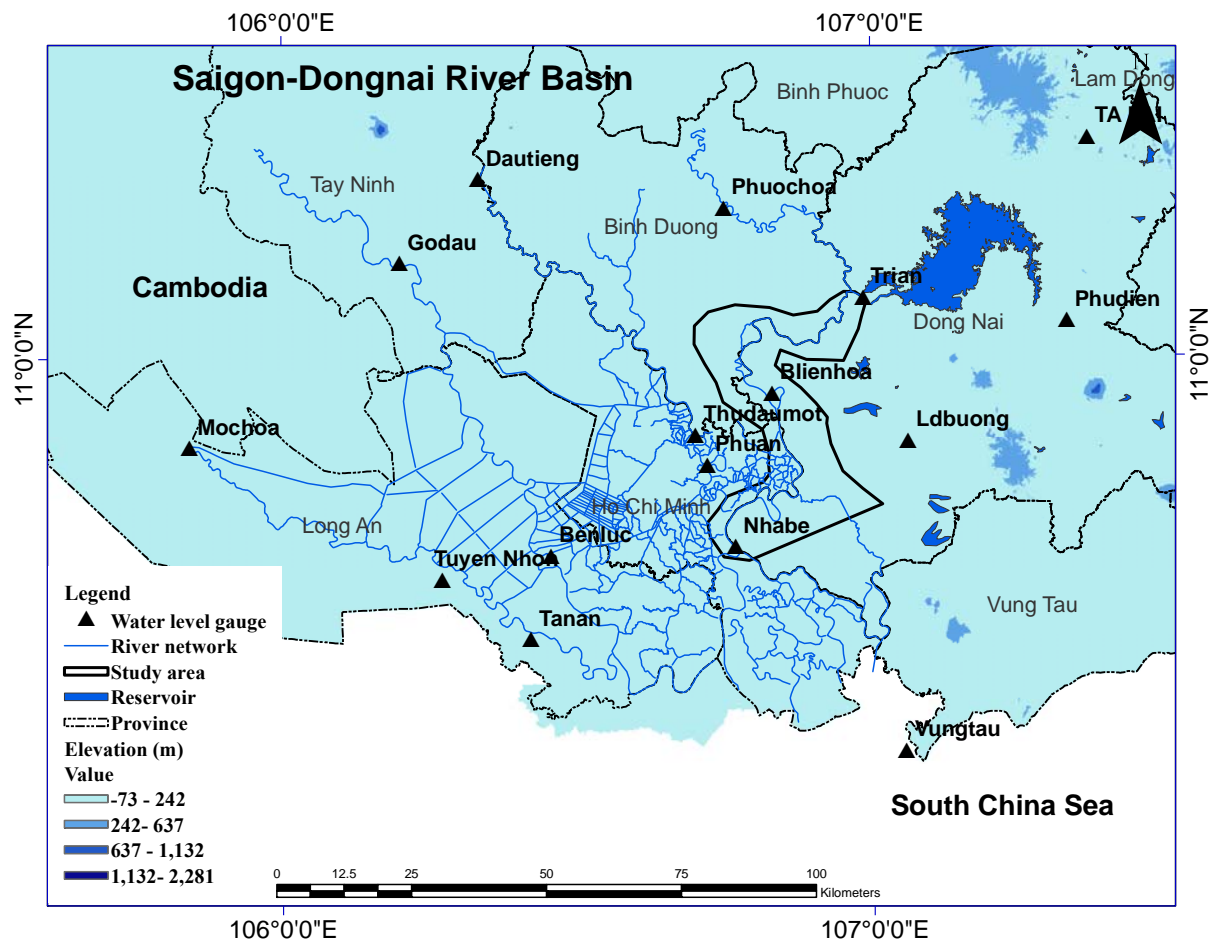 106°0'0"E
107°0'0"E
Saigon-Dongnai River Basin
Lam Dong
Binh Phuoc
TA
Dautieng
Tay Ninh
Phuochoa
Binh Duong
Godau
Cambodia
Trian
Phudien
Dong Nai
11°0'0"N
11°0'0"N
Blienhoa
Thudaumot
Mochoa
Ldbuong
Phuan
Ho Chi Minh
Long An
Nhabe
Benluc
Tuyen Nhon
Vung Tau
Tanan
Legend
Water level gauge
River network
Study area
Reservoir
Province
Elevation (m)
Value
-73 - 242
242- 637
637 - 1,132
1,132- 2,281
Vungtau
South China Sea
0 12.5 25 50 75 100
Kilometers
106°0'0"E
107°0'0"E